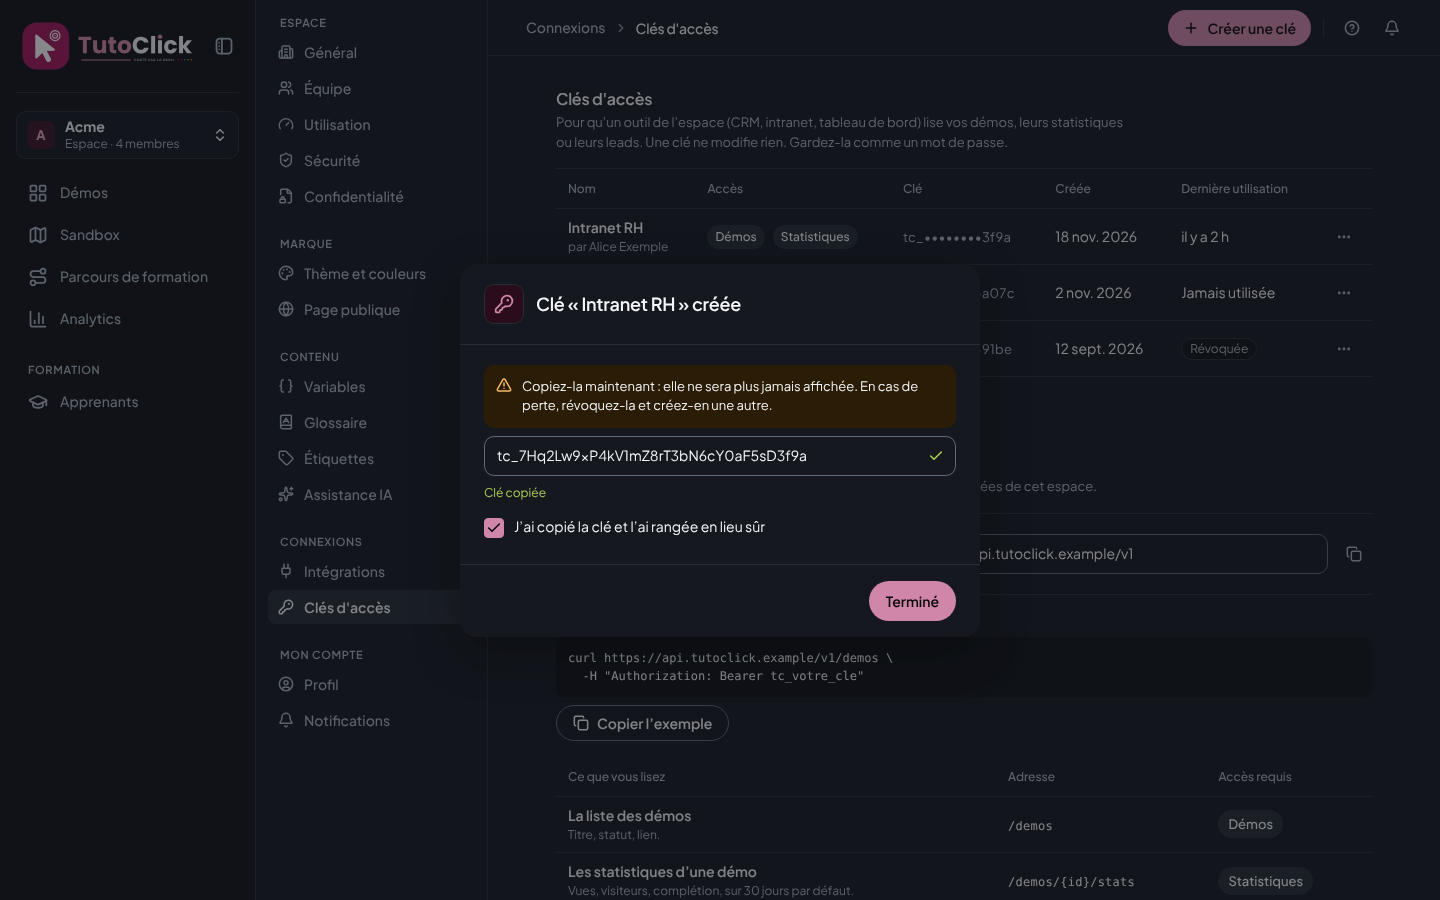 TutoClick
Acme
Espace · 4 membres
Démos
Sandbox
Parcours de formation
Analytics
FORMATION
Apprenants
ESPACE
Général
Équipe
Utilisation
Sécurité
Confidentialité
MARQUE
Thème et couleurs
Page publique
CONTENU
Variables
Glossaire
Étiquettes
Assistance IA
CONNEXIONS
Intégrations
Clés d'accès
MON COMPTE
Profil
Notifications
Connexions > Clés d'accès
Créer une clé
Clés d'accès
Pour qu'un outil de l'espace (CRM, intranet, tableau de bord) lise vos démos, leurs statistiques
ou leurs leads. Une clé ne modifie rien. Gardez-la comme un mot de passe.
Nom Accès Clé Créée Dernière utilisation
Intranet RH
par Alice Exemple
Démos Statistiques tc_••••••••3f9a 18 nov. 2026 il y a 2 h
a07c 2 nov. 2026 Jamais utilisée
91be 12 sept. 2026 Révoquée
Clé « Intranet RH » créée
Copiez-la maintenant : elle ne sera plus jamais affichée. En cas de
perte, révoquez-la et créez-en une autre.
tc_7Hq2Lw9xP4kV1mZ8rT3bN6cY0aF5sD3f9a
Clé copiée
J'ai copié la clé et l'ai rangée en lieu sûr
Terminé
ées de cet espace.
pi.tutoclick.example/v1
curl https://api.tutoclick.example/v1/demos \
-H "Authorization: Bearer tc_votre_cle"
Copier l'exemple
Ce que vous lisez Adresse Accès requis
La liste des démos
Titre, statut, lien.
/demos Démos
Les statistiques d'une démo
Vues, visiteurs, complétion, sur 30 jours par défaut.
/demos/{id}/stats Statistiques